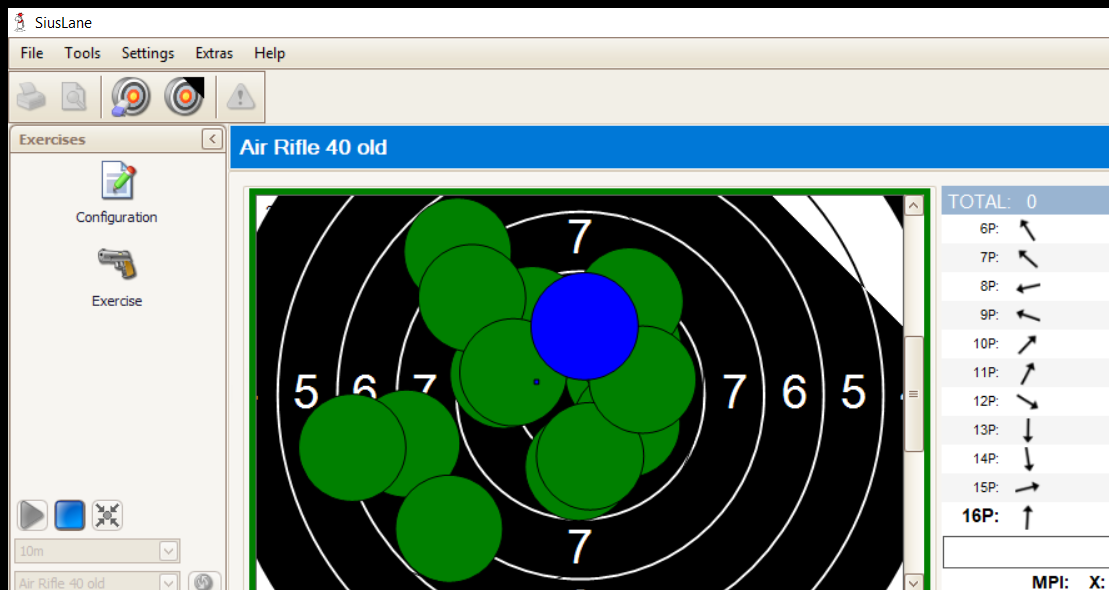 SiusLane
File Tools Settings Extras Help
Exercises
Air Rifle 40 old
Configuration
Exercise
10m
Air Rifle 40 old
7
5 6 7 7 6 5
7
TOTAL: 0
6P:
7P:
8P:
9P:
10P:
11P:
12P:
13P:
14P:
15P:
16P:
MPI: X: